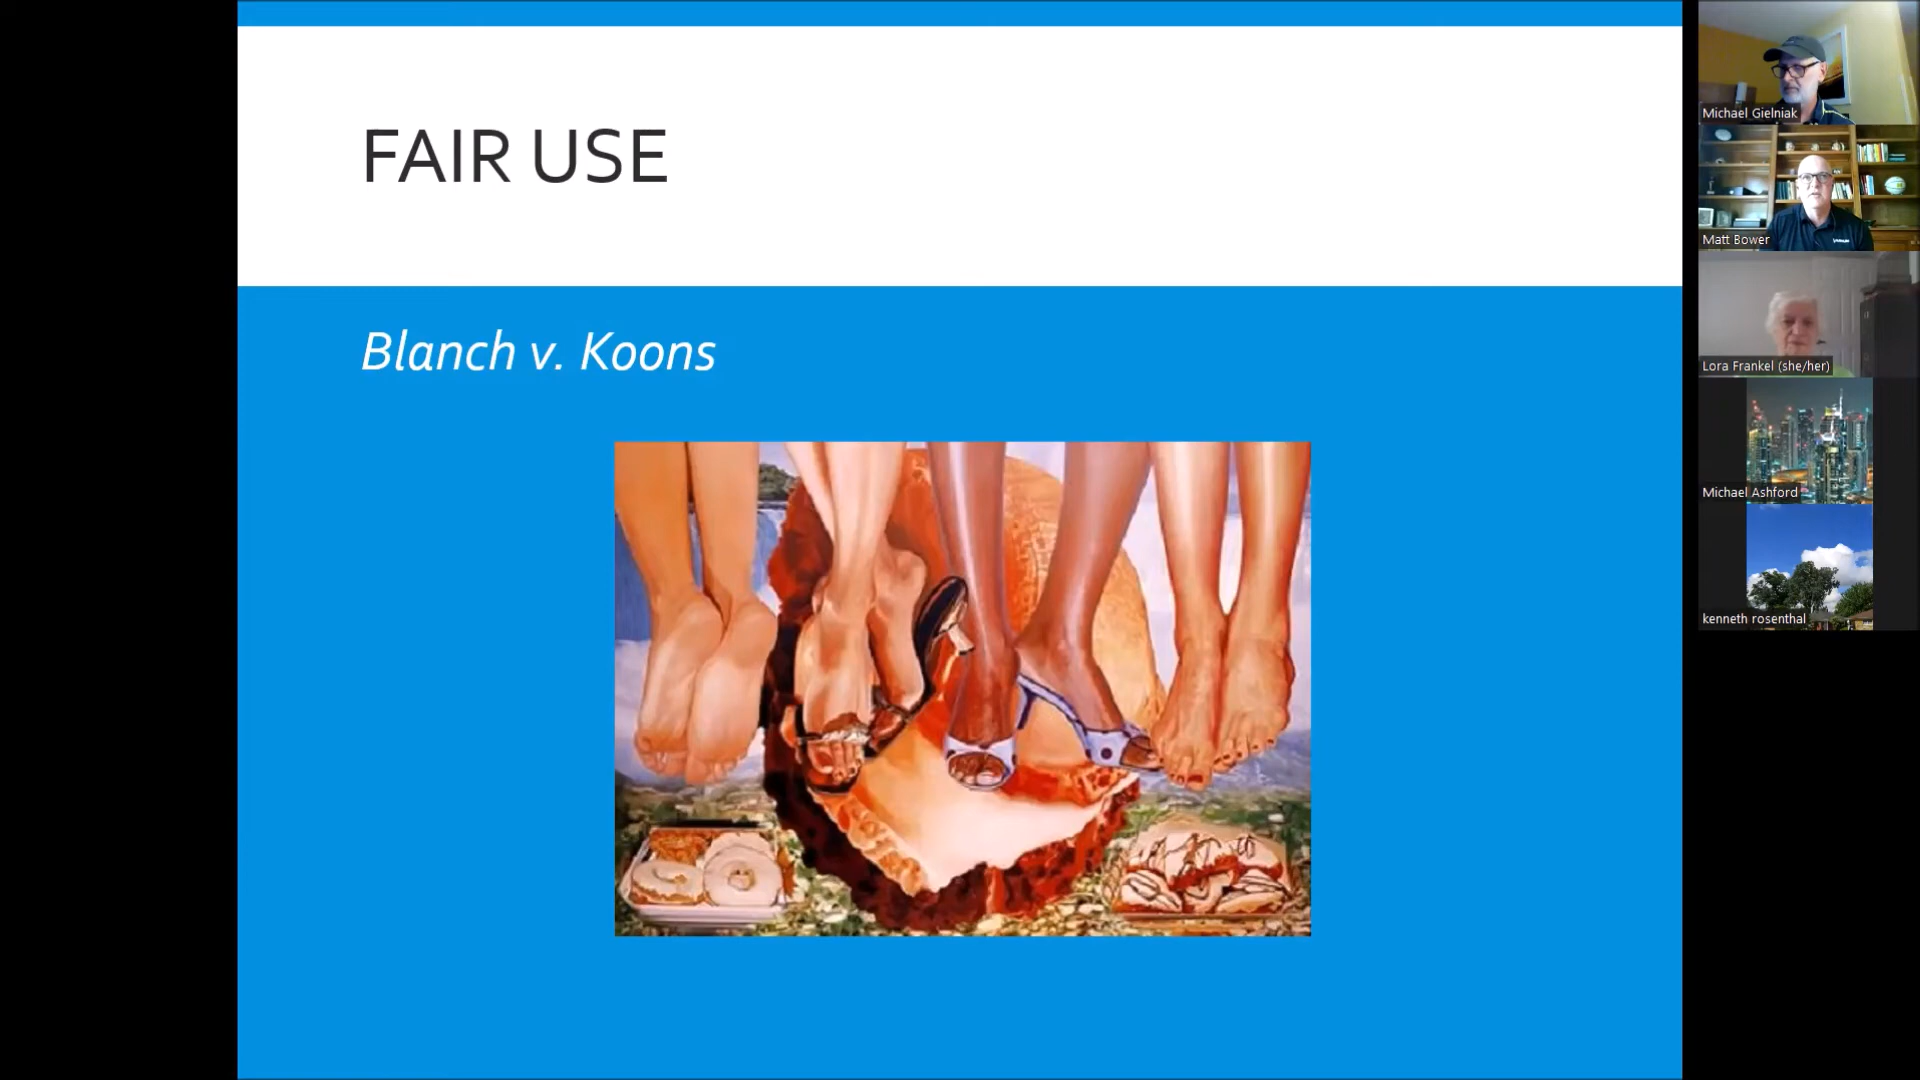 FAIR USE
Blanch v. Koons
Michael Gielniak
Matt Bower
Lora Frankel (she/her)
Michael Ashford
kenneth rosenthal